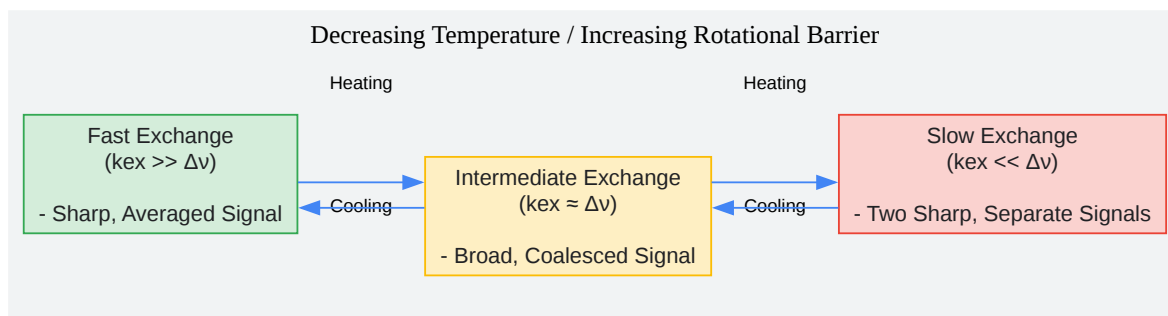 Decreasing Temperature / Increasing Rotational Barrier
Heating
Heating
Fast Exchange
(kex >> Δν)
- Sharp, Averaged Signal
Cooling
Intermediate Exchange
(kex ≈ Δν)
- Broad, Coalesced Signal
Cooling
Slow Exchange
(kex << Δν)
- Two Sharp, Separate Signals